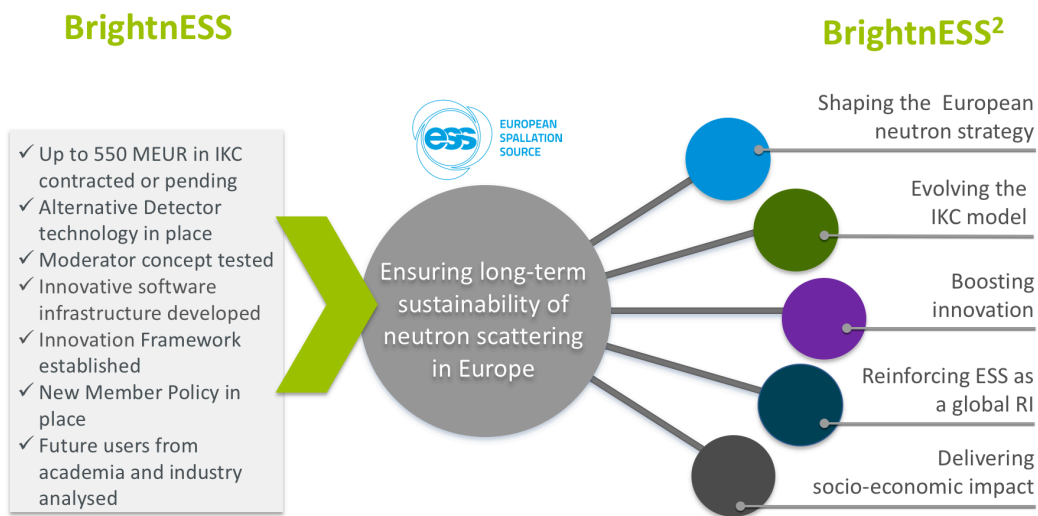 BrightnESS
BrightnESS²
ess
EUROPEAN
SPALLATION
SOURCE
✓ Up to 550 MEUR in IKC
contracted or pending
✓ Alternative Detector
technology in place
✓ Moderator concept tested
✓ Innovative software
infrastructure developed
✓ Innovation Framework
established
✓ New Member Policy in
place
✓ Future users from
academia and industry
analysed
Ensuring long-term
sustainability of
neutron scattering
in Europe
Shaping the European
neutron strategy
Evolving the
IKC model
Boosting
innovation
Reinforcing ESS as
a global RI
Delivering
socio-economic impact